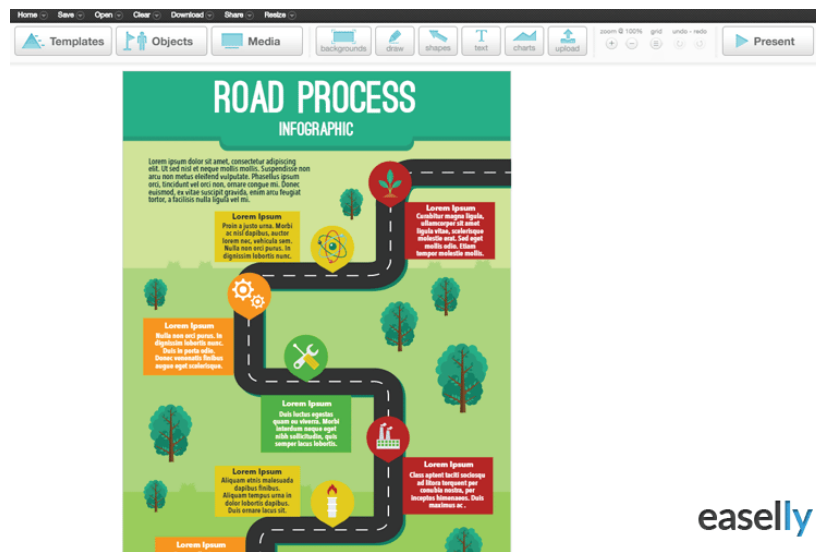 Home Save Open Clear Download Share Resize
Templates Objects Media backgrounds draw shapes text charts upload zoom @ 100% grid undo - redo Present
ROAD PROCESS
INFOGRAPHIC
Lorem ipsum dolor sit amet, consectetur adipiscing
elit. Ut sed nisl et neque mollis mollis. Suspendisse non
arcu non metus eleifend vulputate. Phasellus ipsum
orci, tincidunt vel orci non, ornare congue mi. Donec
euismod, ex vitae suscipit gravida, enim arcu feugiat
tortor, a facilisis nulla ligula vel mi.
Lorem Ipsum
Curabitur magna ligula,
ullamcorper sit amet
ligula vitae, scelerisque
molestie erat. Sed eget
mollis odio. Etiam
tempor molestie mollis.
Lorem Ipsum
Proin a justo urna. Morbi
ac nisl dapibus, auctor
lorem nec, vehicula sem.
Nulla non orci purus. In
dignissim lobortis nunc.
Lorem Ipsum
Nulla non orci purus. In
dignissim lobortis nunc.
Duis in porta odio.
Donec venenatis finibus
augue eget scelerisque.
Lorem Ipsum
Duis luctus egestas
quam eu viverra. Morbi
interdum neque eget
nibh sollicitudin, quis
semper lacus lobortis.
Lorem Ipsum
Class aptent taciti sociosqu
ad litora torquent per
conubia nostra, per
inceptos himenaeos. Duis
maximus ac .
Lorem Ipsum
Aliquam etnis malesuada
dapibus finibus.
Aliquam tempus urna in
dolor lobortis dapibus.
Duis ornare lacus sit.
Lorem Ipsum
easelly